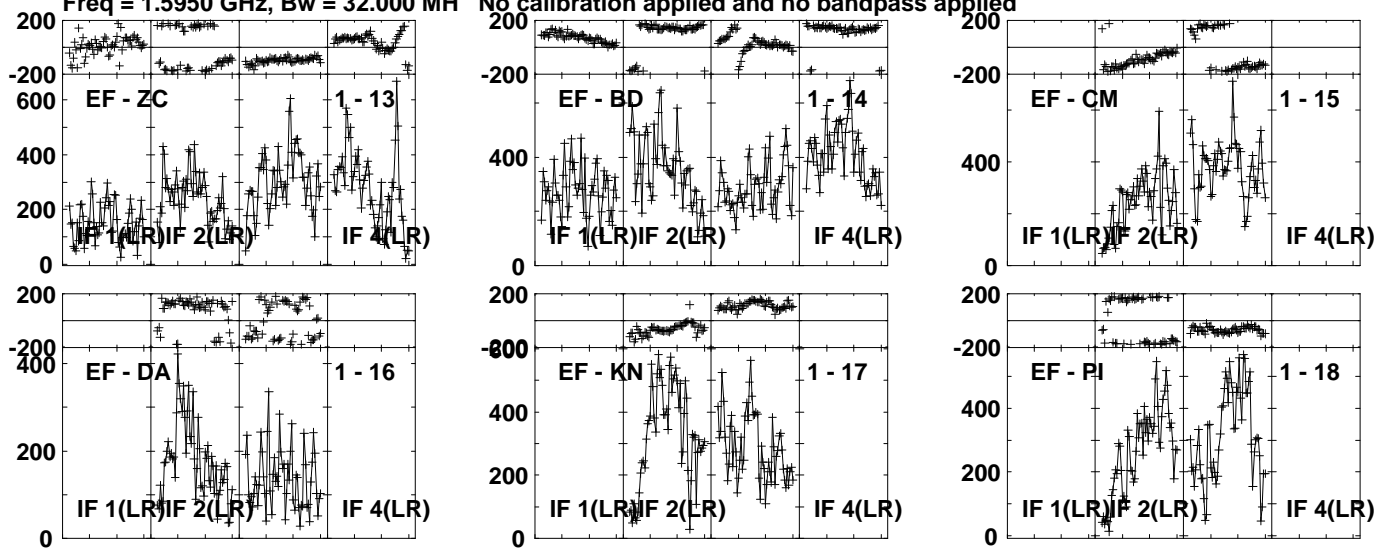 Freq = 1.5950 GHz, Bw = 32.000 MH No calibration applied and no bandpass applied
200
-200
600
400
200
0
EF - ZC
1 - 13
IF 1(LR)
IF 2(LR)
IF 4(LR)
400
0
EF - BD
1 - 14
IF 1(LR)
IF 2(LR)
IF 4(LR)
200
-200
400
0
EF - CM
1 - 15
IF 1(LR)
IF 2(LR)
IF 4(LR)
200
-200
400
200
0
EF - DA
1 - 16
IF 1(LR)
IF 2(LR)
IF 4(LR)
200
-200
600
400
200
0
EF - KN
1 - 17
IF 1(LR)
IF 2(LR)
IF 4(LR)
200
-200
400
200
0
EF - PI
1 - 18
IF 1(LR)
IF 2(LR)
IF 4(LR)